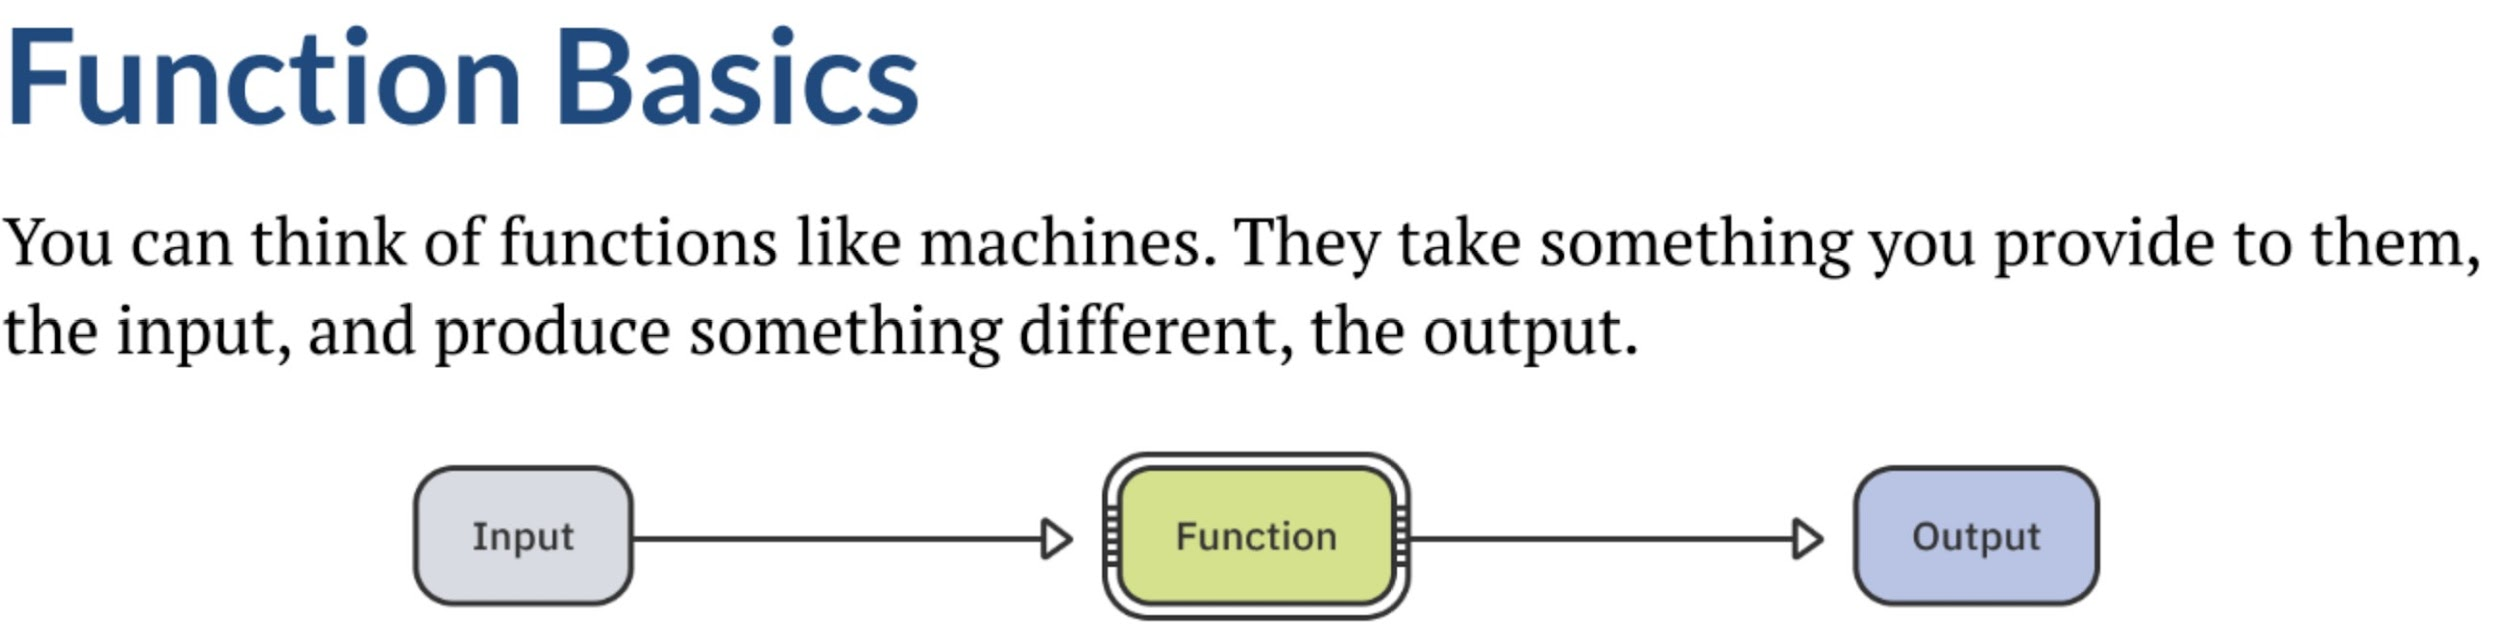 Function Basics
You can think of functions like machines. They take something you provide to them,
the input, and produce something different, the output.
Input
Function
Output